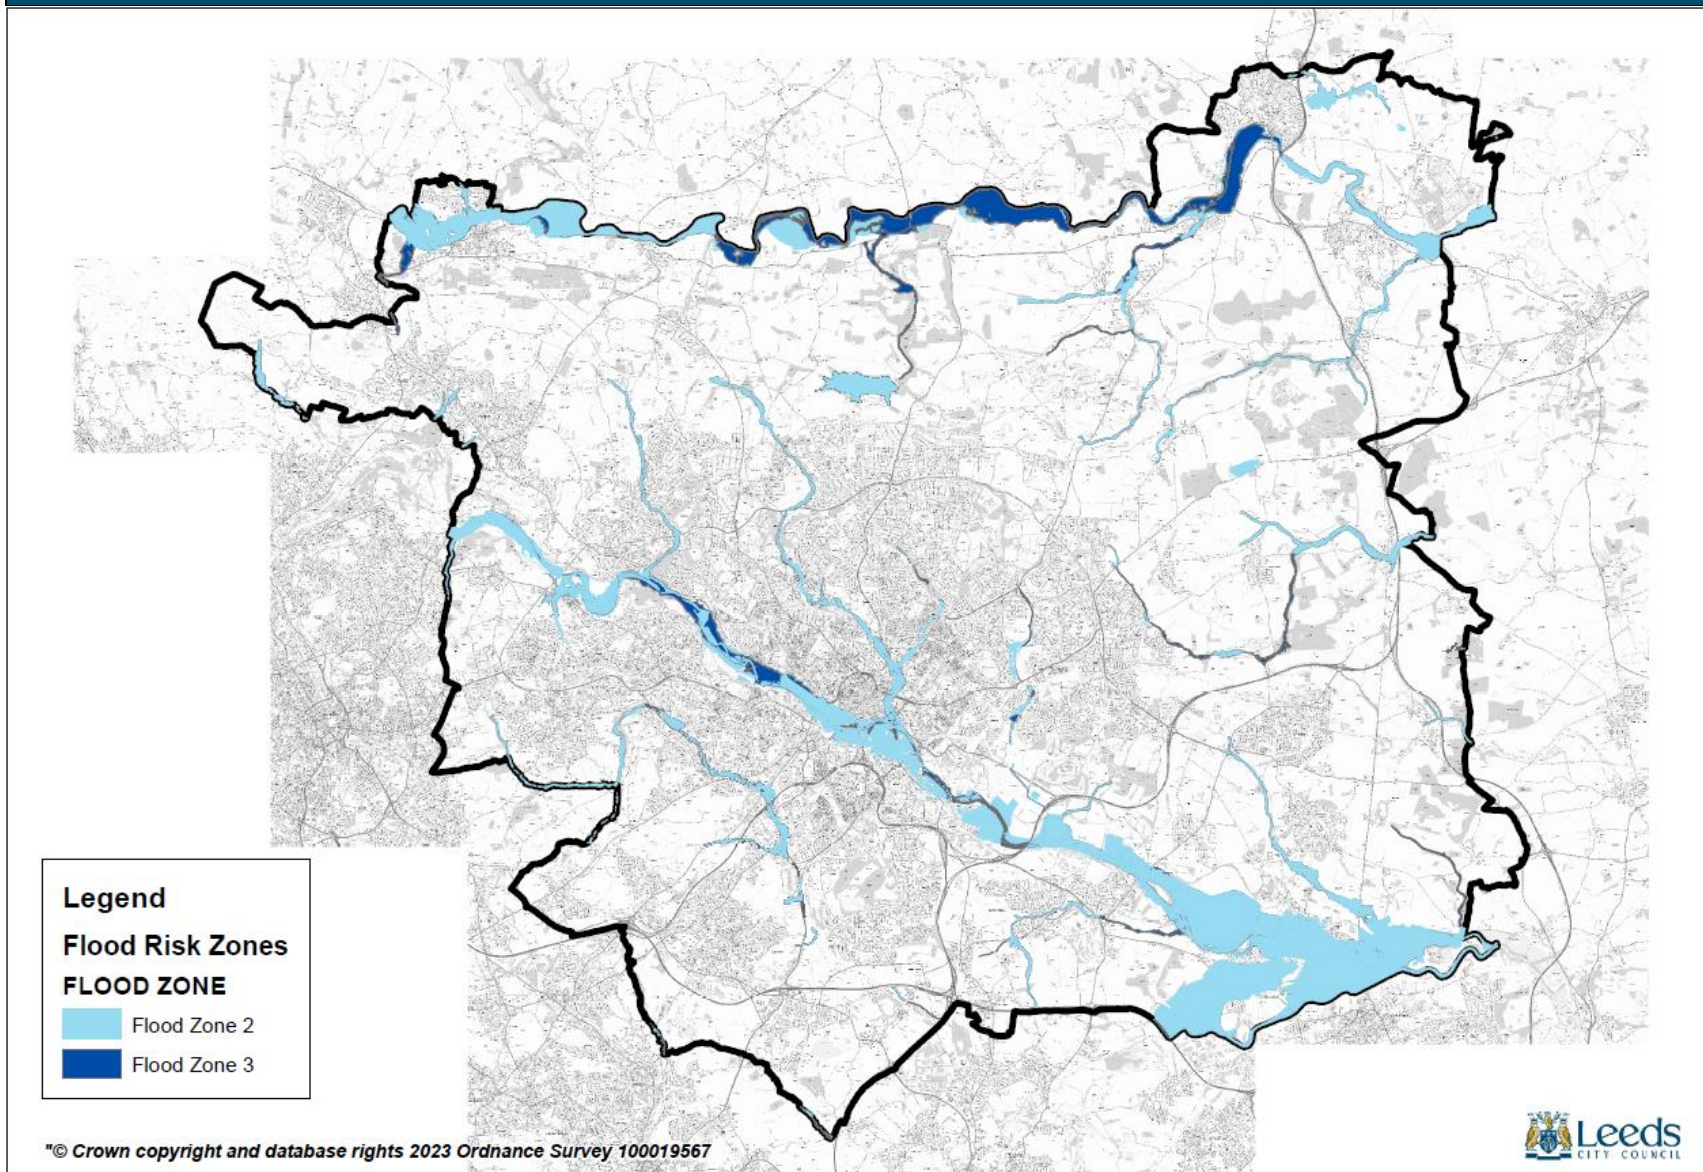 Legend
Flood Risk Zones
FLOOD ZONE
Flood Zone 2
Flood Zone 3
"© Crown copyright and database rights 2023 Ordnance Survey 100019567
Leeds
CITY COUNCIL